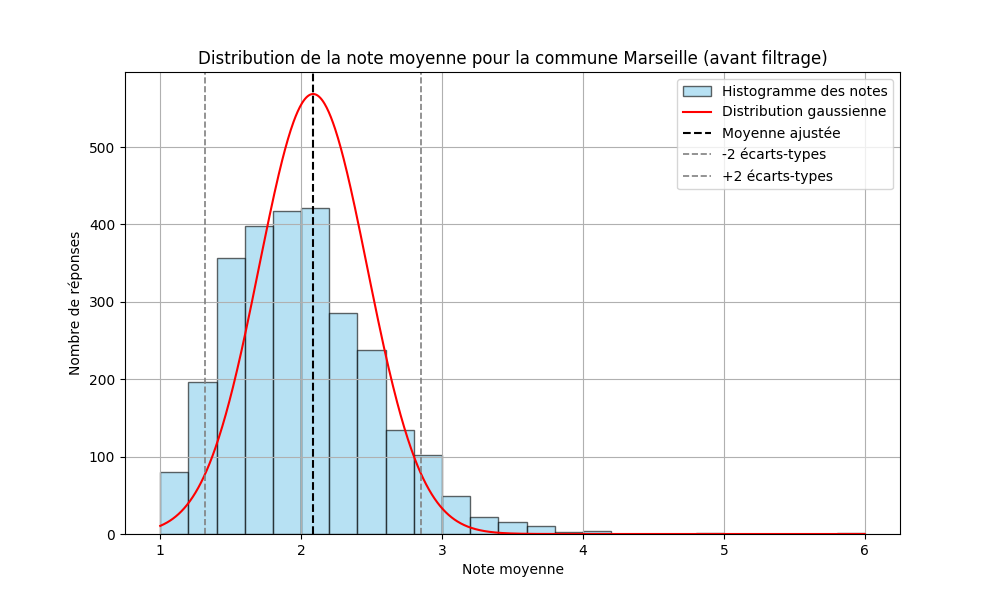 Distribution de la note moyenne pour la commune Marseille (avant filtrage)
Histogramme des notes
Distribution gaussienne
Moyenne ajustée
-2 écarts-types
+2 écarts-types
Nombre de réponses
500
400
300
200
100
0
1 2 3 4 5 6
Note moyenne